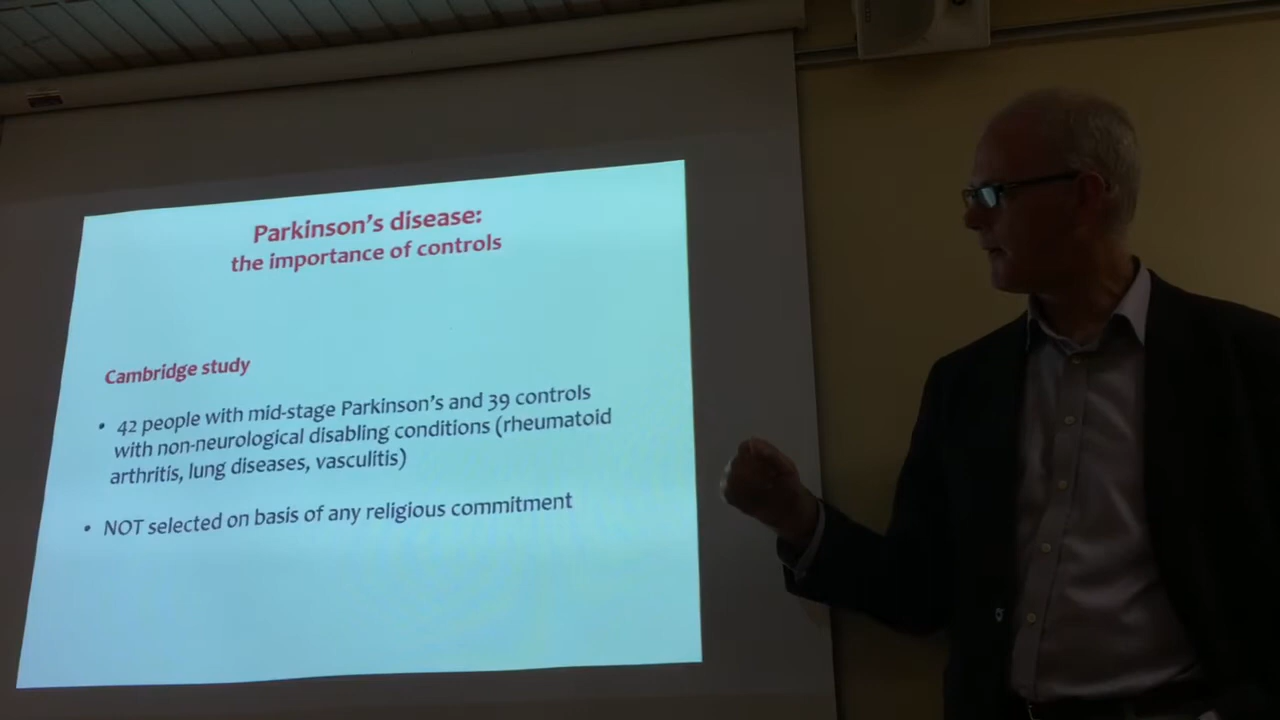 Parkinson's disease:
the importance of controls
Cambridge study
• 42 people with mid-stage Parkinson's and 39 controls
with non-neurological disabling conditions (rheumatoid
arthritis, lung diseases, vasculitis)
• NOT selected on basis of any religious commitment